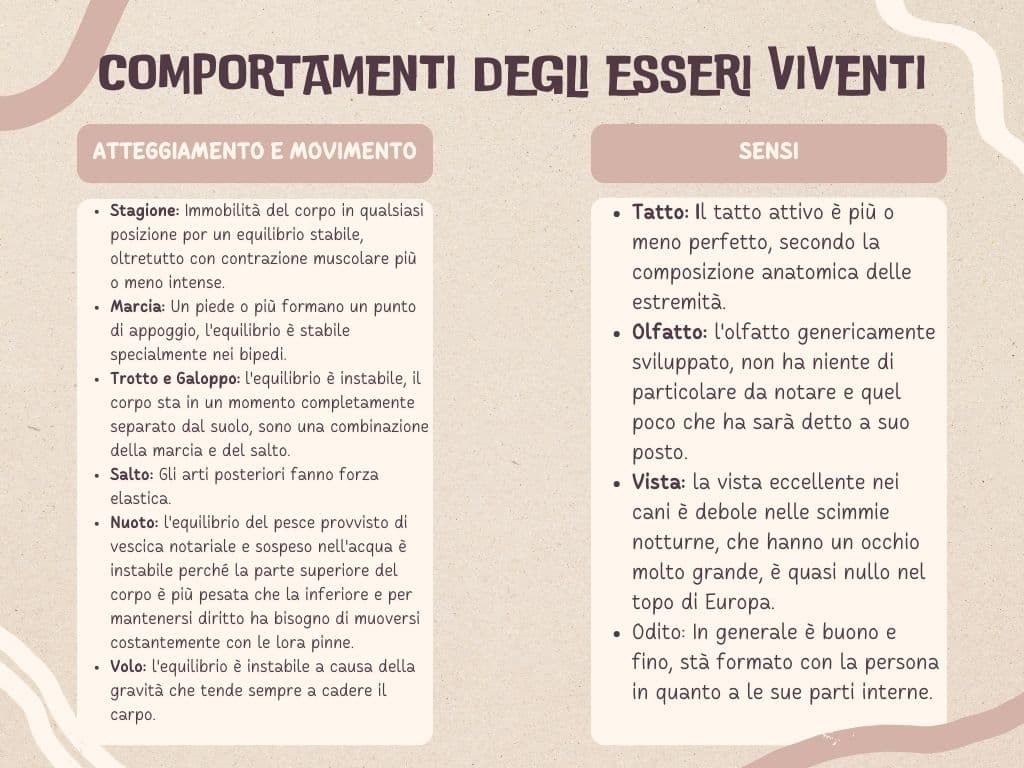 COMPORTAMENTI DEGLI ESSERI VIVENTI
ATTEGGIAMENTO E MOVIMENTO
• Stagione: Immobilità del corpo in qualsiasi
posizione por un equilibrio stabile,
oltretutto con contrazione muscolare più
o meno intense.
• Marcia: Un piede o più formano un punto
di appoggio, l'equilibrio è stabile
specialmente nei bipedi.
• Trotto e Galoppo: l'equilibrio è instabile, il
corpo sta in un momento completamente
separato dal suolo, sono una combinazione
della marcia e del salto.
• Salto: Gli arti posteriori fanno forza
elastica.
• Nuoto: l'equilibrio del pesce provvisto di
vescica notariale e sospeso nell'acqua è
instabile perché la parte superiore del
corpo è più pesata che la inferiore e per
mantenersi diritto ha bisogno di muoversi
costantemente con le lora pinne.
• Volo: l'equilibrio è instabile a causa della
gravità che tende sempre a cadere il
carpo.
SENSI
• Tatto: Il tatto attivo è più o
meno perfetto, secondo la
composizione anatomica delle
estremità.
• Olfatto: l'olfatto genericamente
sviluppato, non ha niente di
particolare da notare e quel
poco che ha sarà detto a suo
posto.
• Vista: la vista eccellente nei
cani è debole nelle scimmie
notturne, che hanno un occhio
molto grande, è quasi nullo nel
topo di Europa.
• Odito: In generale è buono e
fino, stà formato con la persona
in quanto a le sue parti interne.